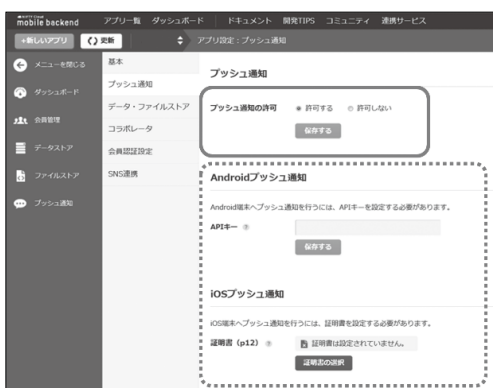 mobile backend
アプリ一覧 ダッシュボード ドキュメント 開発TIPS コミュニティ 連携サービス
+新しいアプリ 更新 アプリ設定:プッシュ通知
メニューを閉じる
ダッシュボード
会員管理
データストア
ファイルストア
プッシュ通知
基本
プッシュ通知
データ・ファイルストア
コラボレータ
会員認証設定
SNS連携
プッシュ通知
プッシュ通知の許可 許可する 許可しない
保存する
Androidプッシュ通知
Android端末へプッシュ通知を行うには、APIキーを設定する必要があります。
APIキー
保存する
iOSプッシュ通知
iOS端末へプッシュ通知を行うには、証明書を設定する必要があります。
証明書（p12） 証明書は設定されていません。
証明書の選択